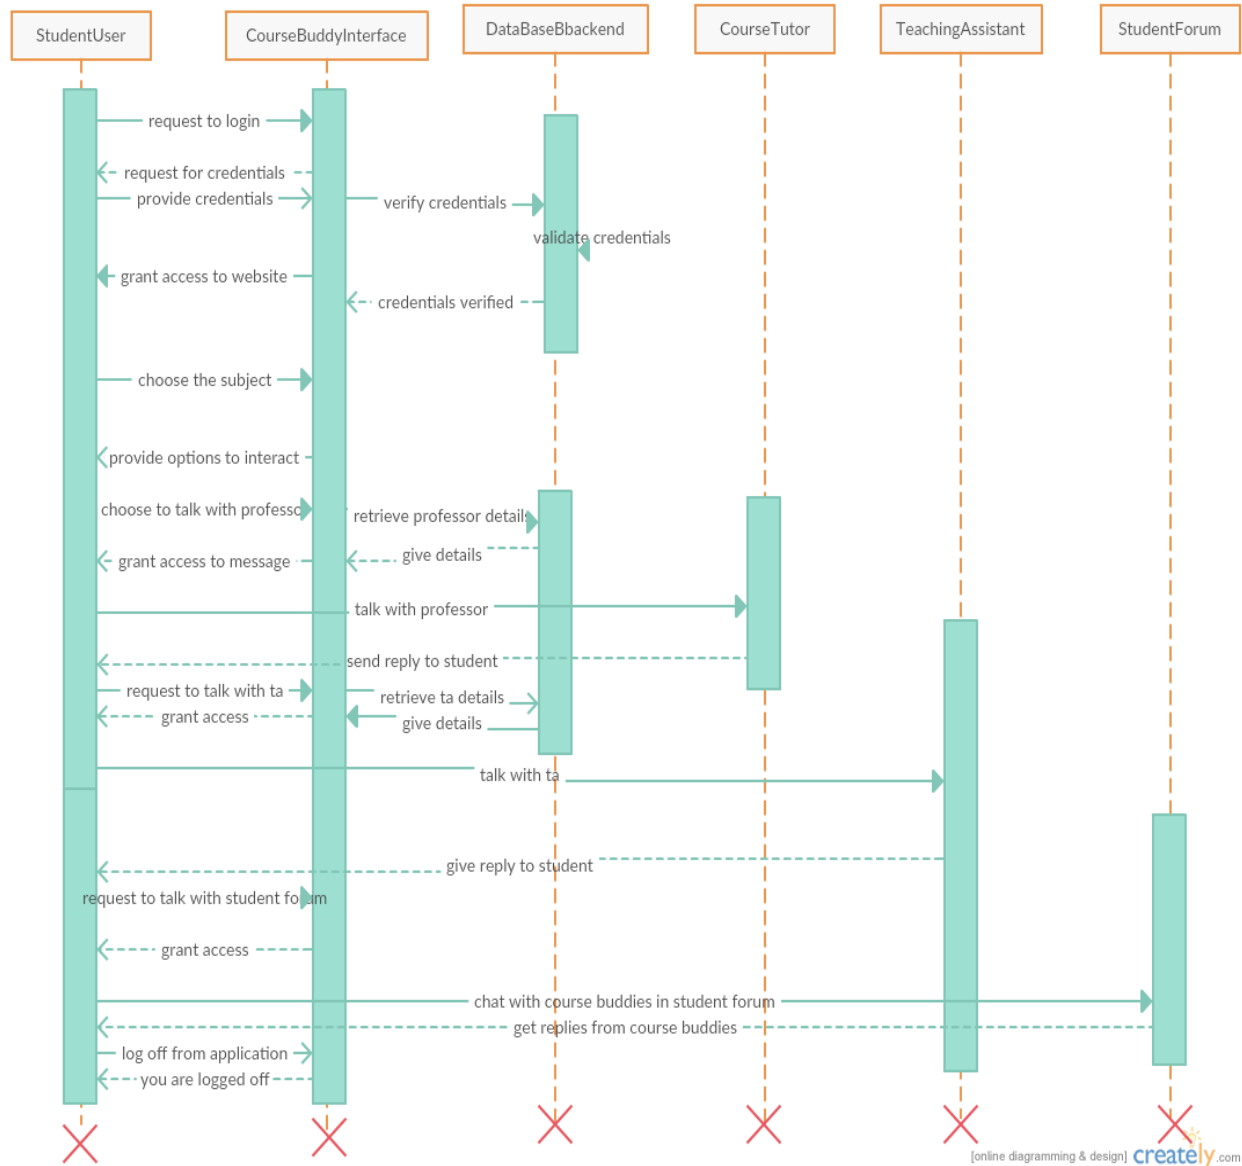 StudentUser
CourseBuddyInterface
DataBaseBbackend
CourseTutor
TeachingAssistant
StudentForum
request to login
request for credentials
provide credentials
verify credentials
validate credentials
grant access to website
credentials verified
choose the subject
provide options to interact
choose to talk with professo
retrieve professor details
give details
grant access to message
talk with professor
send reply to student
request to talk with ta
retrieve ta details
grant access
give details
talk with ta
give reply to student
request to talk with student forum
grant access
chat with course buddies in student forum
get replies from course buddies
log off from application
you are logged off
[online diagramming & design] creately.com